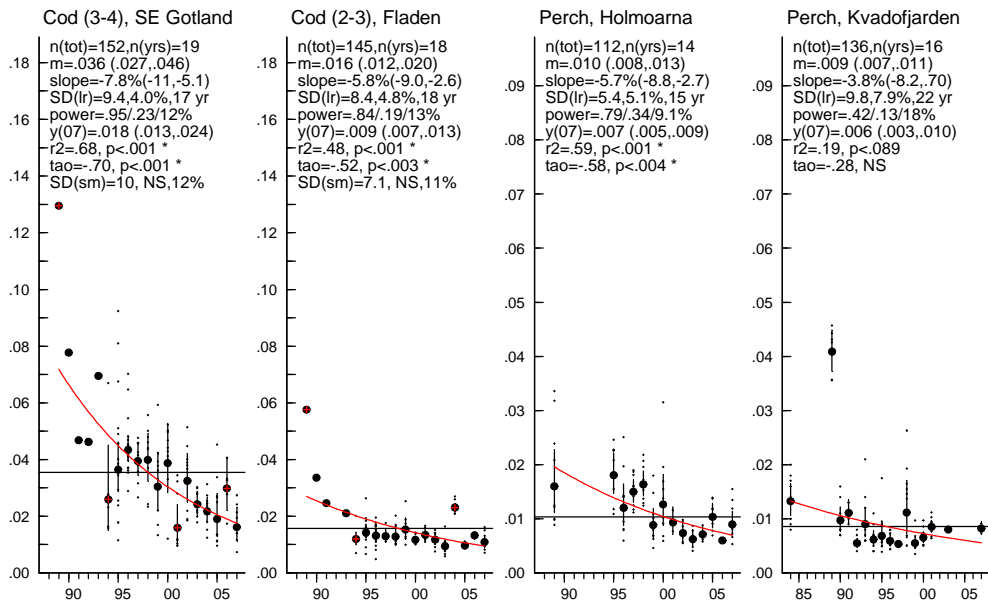 Cod (3-4), SE Gotland
n(tot)=152,n(yrs)=19
m=.036 (.027,.046)
slope=-7.8%(-11,-5.1)
SD(lr)=9.4,4.0%,17 yr
power=.95/.23/12%
y(07)=.018 (.013,.024)
r2=.68, p<.001 *
tao=-.70, p<.001 *
SD(sm)=10, NS,12%
.18
.16
.14
.12
.10
.08
.06
.04
.02
.00
90 95 00 05
Cod (2-3), Fladen
n(tot)=145,n(yrs)=18
m=.016 (.012,.020)
slope=-5.8%(-9.0,-2.6)
SD(lr)=8.4,4.8%,18 yr
power=.84/.19/13%
y(07)=.009 (.007,.013)
r2=.48, p<.001 *
tao=-.52, p<.003 *
SD(sm)=7.1, NS,11%
.18
.16
.14
.12
.10
.08
.06
.04
.02
.00
90 95 00 05
Perch, Holmoarna
n(tot)=112,n(yrs)=14
m=.010 (.008,.013)
slope=-5.7%(-8.8,-2.7)
SD(lr)=5.4,5.1%,15 yr
power=.79/.34/9.1%
y(07)=.007 (.005,.009)
r2=.59, p<.001 *
tao=-.58, p<.004 *
.09
.08
.07
.06
.05
.04
.03
.02
.01
.00
90 95 00 05
Perch, Kvadofjarden
n(tot)=136,n(yrs)=16
m=.009 (.007,.011)
slope=-3.8%(-8.2,.70)
SD(lr)=9.8,7.9%,22 yr
power=.42/.13/18%
y(07)=.006 (.003,.010)
r2=.19, p<.089
tao=-.28, NS
.09
.08
.07
.06
.05
.04
.03
.02
.01
.00
85 90 95 00 05